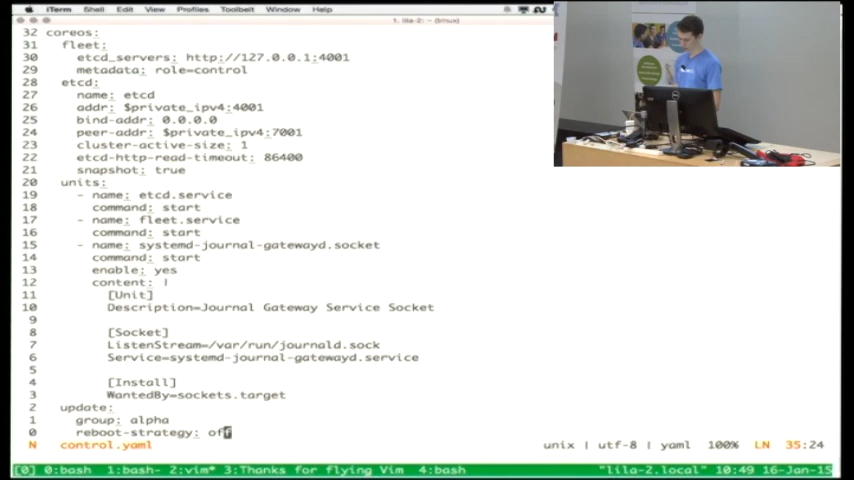 iTerm Shell Edit View Profiles Toolbelt Window Help
1. lila-2: ~ (tmux)
32 coreos:
31 fleet:
30 etcd_servers: http://127.0.0.1:4001
29 metadata: role=control
28 etcd:
27 name: etcd
26 addr: $private_ipv4:4001
25 bind-addr: 0.0.0.0
24 peer-addr: $private_ipv4:7001
23 cluster-active-size: 1
22 etcd-http-read-timeout: 86400
21 snapshot: true
20 units:
19 - name: etcd.service
18 command: start
17 - name: fleet.service
16 command: start
15 - name: systemd-journal-gatewayd.socket
14 command: start
13 enable: yes
12 content: |
11 [Unit]
10 Description=Journal Gateway Service Socket
9
8 [Socket]
7 ListenStream=/var/run/journald.sock
6 Service=systemd-journal-gatewayd.service
5
4 [Install]
3 WantedBy=sockets.target
2 update:
1 group: alpha
0 reboot-strategy: off
N control.yaml unix | utf-8 | yaml 100% LN 35:24
[0] 0:bash 1:bash- 2:vim* 3:Thanks for flying Vim 4:bash "lila-2.local" 10:49 16-Jan-15